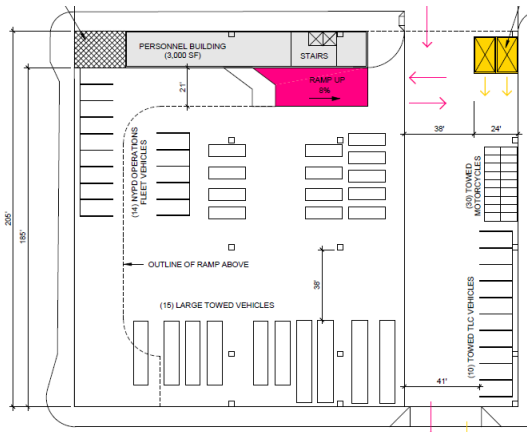 PERSONNEL BUILDING
(3,000 SF)
STAIRS
RAMP UP
8%
21'
38'
24'
(14) NYPD OPERATIONS
FLEET VEHICLES
(30) TOWED
MOTORCYCLES
205'
185'
OUTLINE OF RAMP ABOVE
38'
(15) LARGE TOWED VEHICLES
(10) TOWED TLC VEHICLES
41'